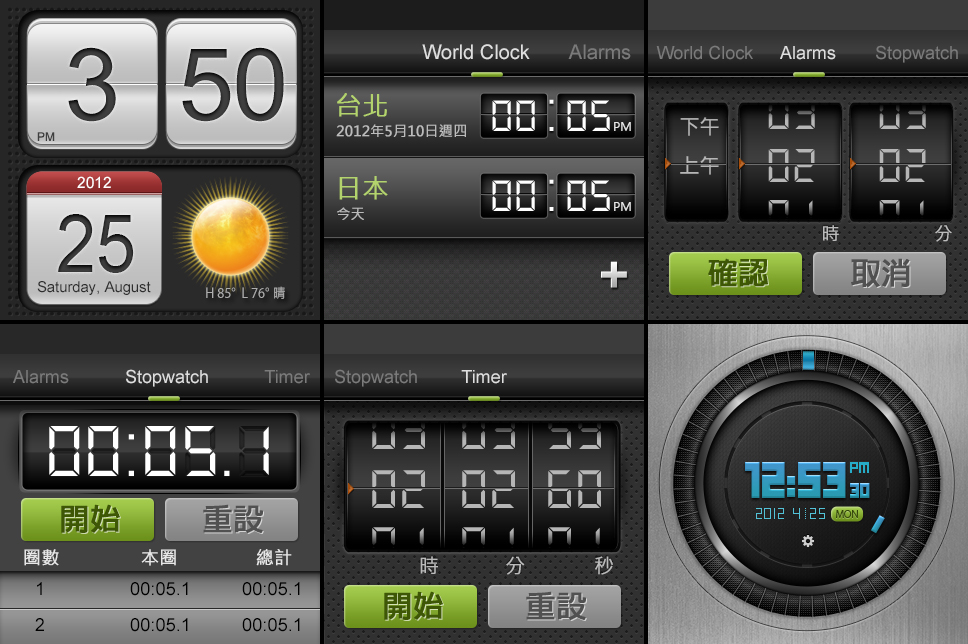 3 50
PM
2012
25
Saturday, August
H 85° L 76° 晴
World Clock Alarms
台北
2012年5月10日週四
00:05 PM
日本
今天
00:05 PM
+
World Clock Alarms Stopwatch
下午 03 03
上午 02 02
01 01
時 分
確認 取消
Alarms Stopwatch Timer
00:05.1
開始 重設
圈數 本圈 總計
1 00:05.1 00:05.1
2 00:05.1 00:05.1
Stopwatch Timer
03 03 59
02 02 60
01 01 01
時 分 秒
開始 重設
12:53 PM
30
2012 4|25 MON